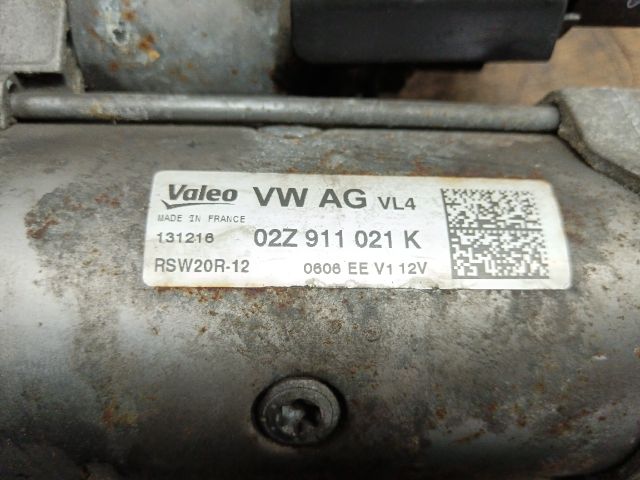 Valeo VW AG VL4
MADE IN FRANCE
131216 02Z 911 021 K
RSW20R-12 0606 EE V1 12V